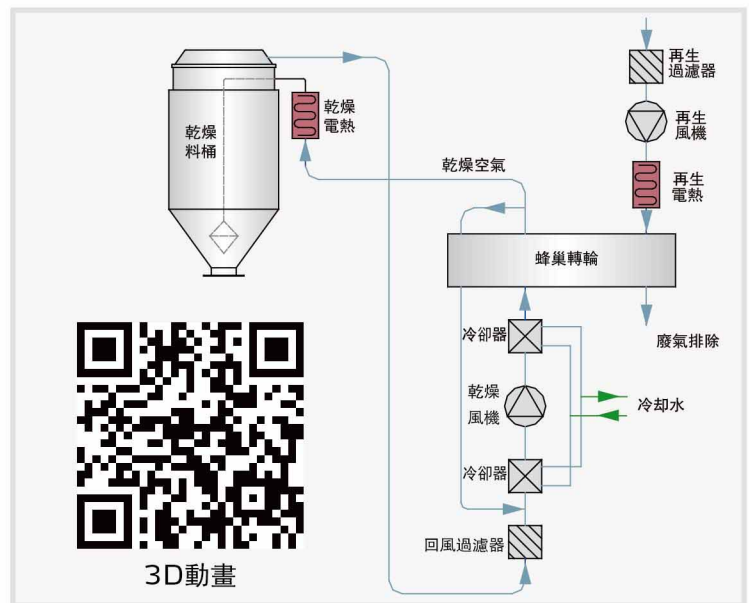 再生
過濾器
乾燥
電熱
乾燥
料桶
再生
風機
乾燥空氣
再生
電熱
蜂巢轉輪
冷卻器
廢氣排除
乾燥
風機
冷却水
冷卻器
回風過濾器
3D動畫